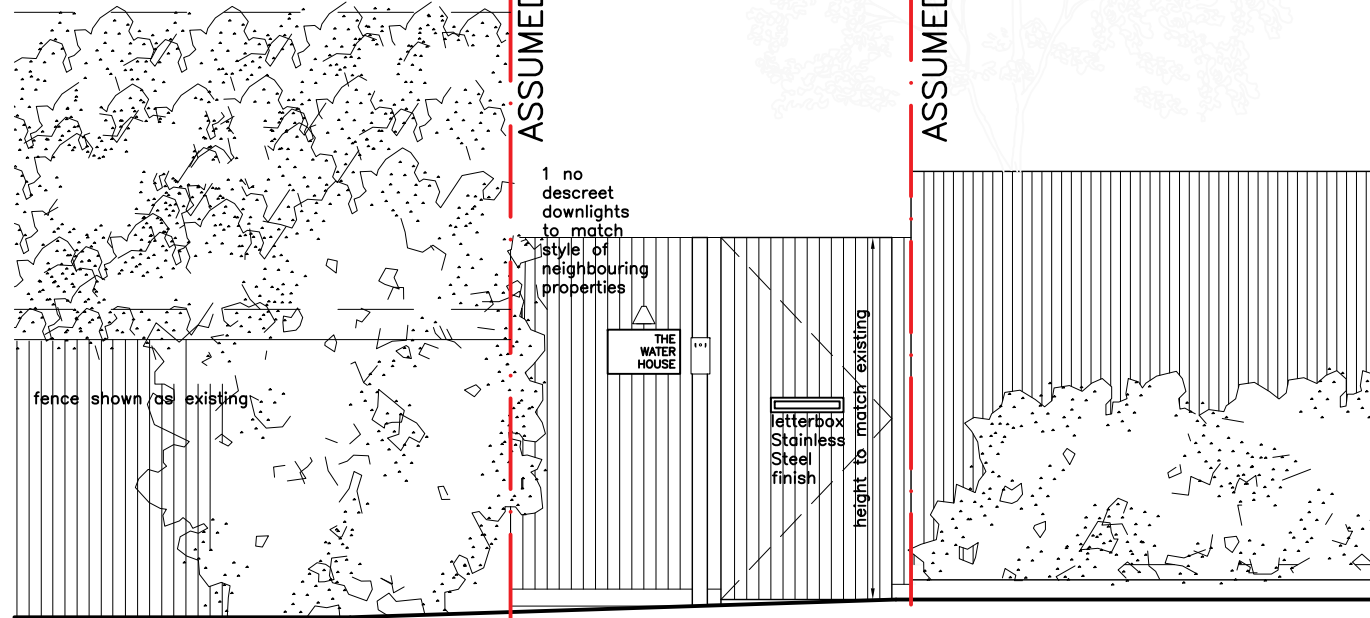 ASSUMED
ASSUMED
1 no
descreet
downlights
to match
style of
neighbouring
properties
THE
WATER
HOUSE
fence shown as existing
letterbox
Stainless
Steel
finish
height to match existing